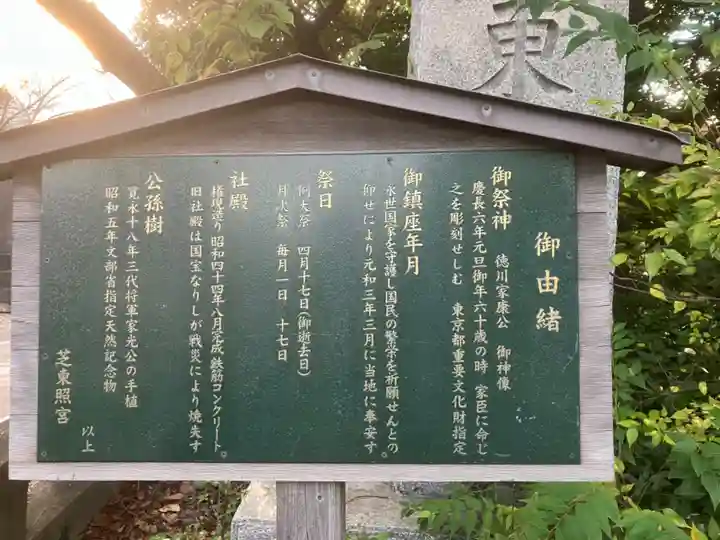 東
御由緒
御祭神 徳川家康公 御神像
慶長六年元旦(御年六十歳の時 家臣に命じ
之を彫刻せしむ 東京都重要文化財指定
御鎮座年月
永世国家を守護し国民の繁栄を祈願せんとの
仰せにより元和三年三月に当地に奉安す
祭日
例大祭 四月十七日(御逝去日)
月次祭 毎月一日 十七日
社殿
権現造り 昭和四十四年八月完成 鉄筋コンクリート
旧社殿は国宝なりしが戦災により焼失す
公孫樹
寛永十八年三代将軍家光公の手植
昭和五年文部省指定天然記念物
以上
芝東照宮